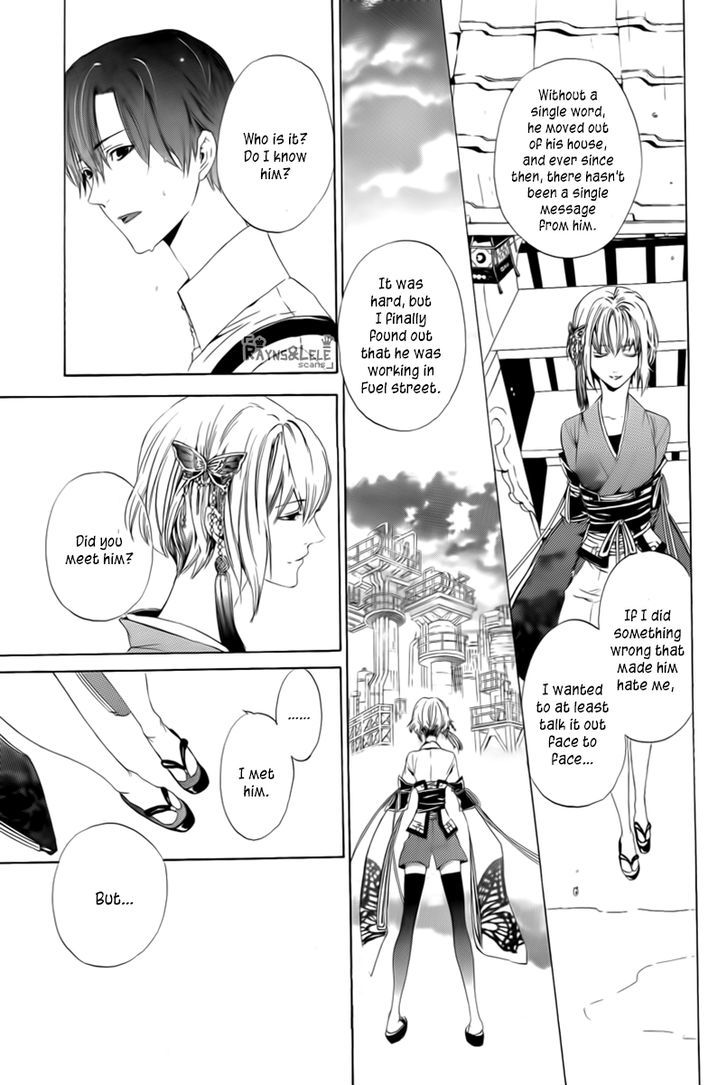 Without a
single word,
he moved out
of his house,
and ever since
then, there hasn't
been a single
message
from him.
If I did
something
wrong that
made him
hate me,
I wanted
to at least
talk it out
face to
face...
It was
hard, but
I finally
found out
that he was
working in
Fuel street.
Who is it?
Do I know
him?
RAYNS&LELE
scans_]
Did you
meet him?
......
I met
him.
But...